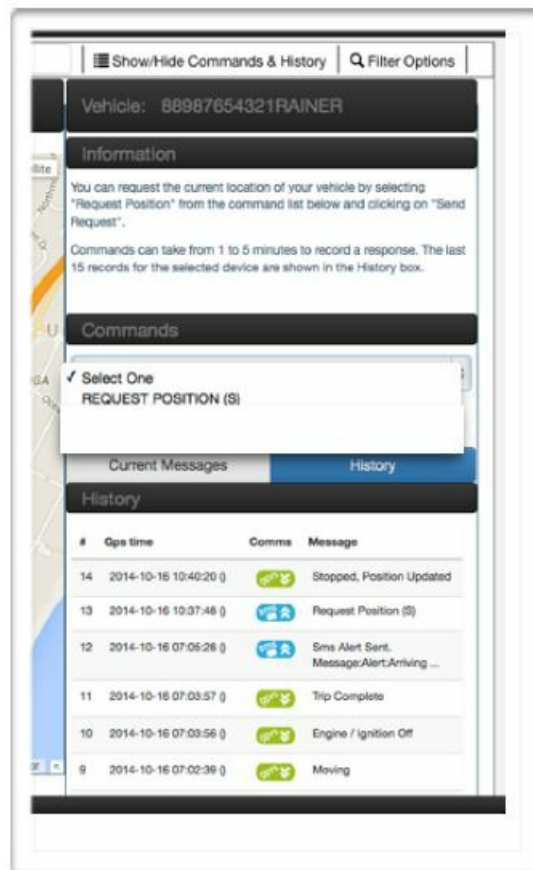 Show/Hide Commands & History Filter Options
Vehicle: 88987654321RAINER
Information
You can request the current location of your vehicle by selecting
"Request Position" from the command list below and clicking on "Send
Request".
Commands can take from 1 to 5 minutes to record a response. The last
15 records for the selected device are shown in the History box.
Commands
✓ Select One
REQUEST POSITION (S)
Current Messages History
History
# Gps time Comms Message
14 2014-10-16 10:40:20 () Stopped, Position Updated
13 2014-10-16 10:37:46 () Request Position (S)
12 2014-10-16 07:05:28 () Sms Alert Sent.
Message:Alert:Arriving ...
11 2014-10-16 07:03:57 () Trip Complete
10 2014-10-16 07:03:56 () Engine / Ignition Off
9 2014-10-16 07:02:39 () Moving